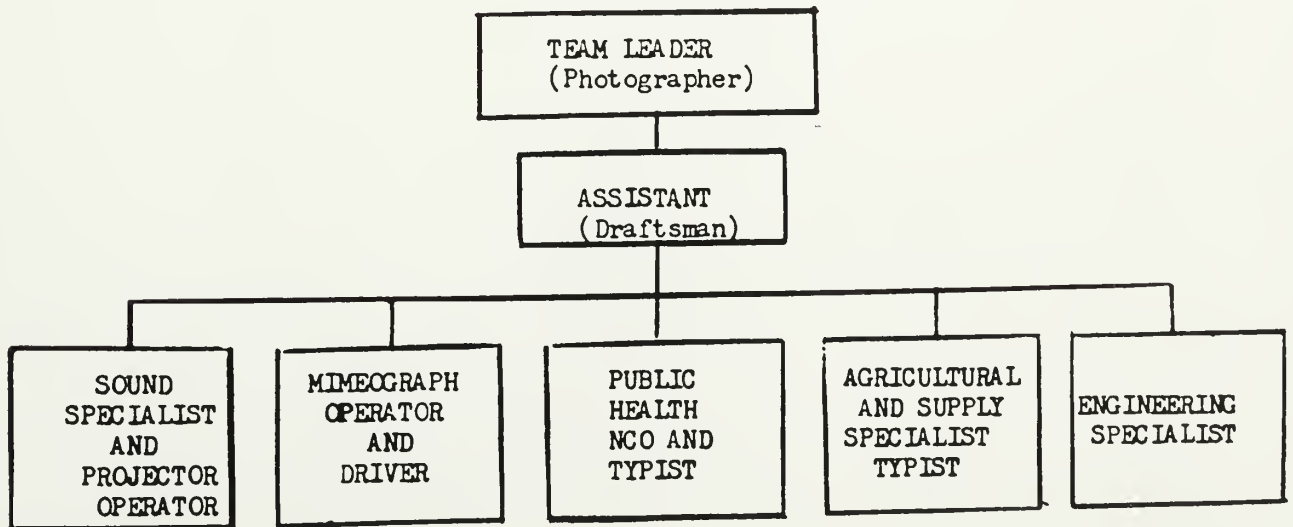 TEAM LEADER
(Photographer)
ASSISTANT
(Draftsman)
SOUND
SPECIALIST
AND
PROJECTOR
OPERATOR
MIMEOGRAPH
OPERATOR
AND
DRIVER
PUBLIC
HEALTH
NCO AND
TYPIST
AGRICULTURAL
AND SUPPLY
SPECIALIST
TYPIST
ENGINEERING
SPECIALIST